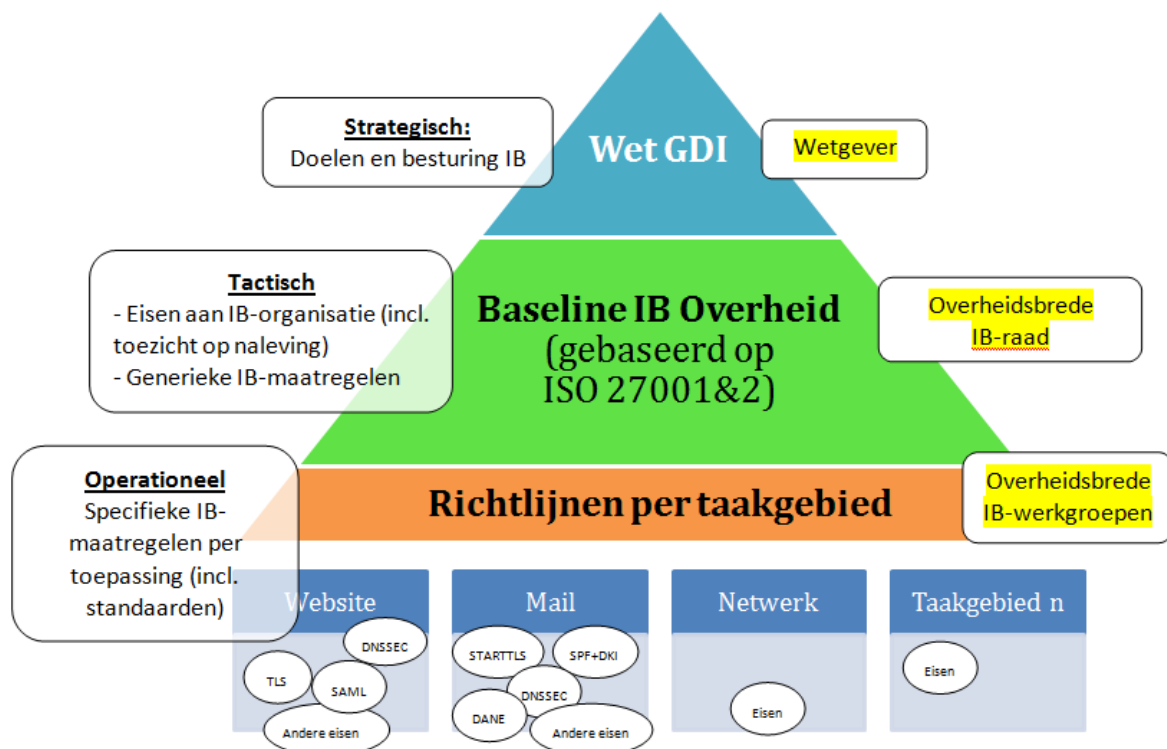 Strategisch:
Doelen en besturing IB
Wet GDI
Wetgever
Tactisch
- Eisen aan IB-organisatie (incl.
toezicht op naleving)
- Generieke IB-maatregelen
Baseline IB Overheid
(gebaseerd op
ISO 27001&2)
Overheidsbrede
IB-raad
Operationeel
Specifieke IB-
maatregelen per
toepassing (incl.
standaarden)
Richtlijnen per taakgebied
Overheidsbrede
IB-werkgroepen
Website
DNSSEC
TLS
SAML
Andere eisen
Mail
STARTTLS
SPF+DKI
DNSSEC
DANE
Andere eisen
Netwerk
Eisen
Taakgebied n
Eisen